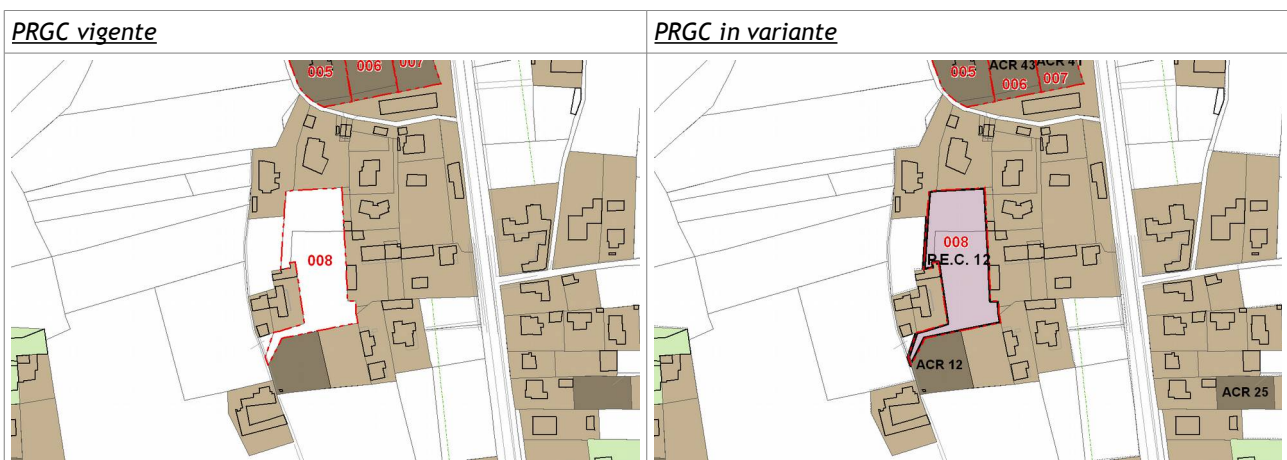 PRGC vigente
PRGC in variante
005
006
007
008
005
ACR 43
006
ACR 41
007
008
P.E.C. 12
ACR 12
ACR 25